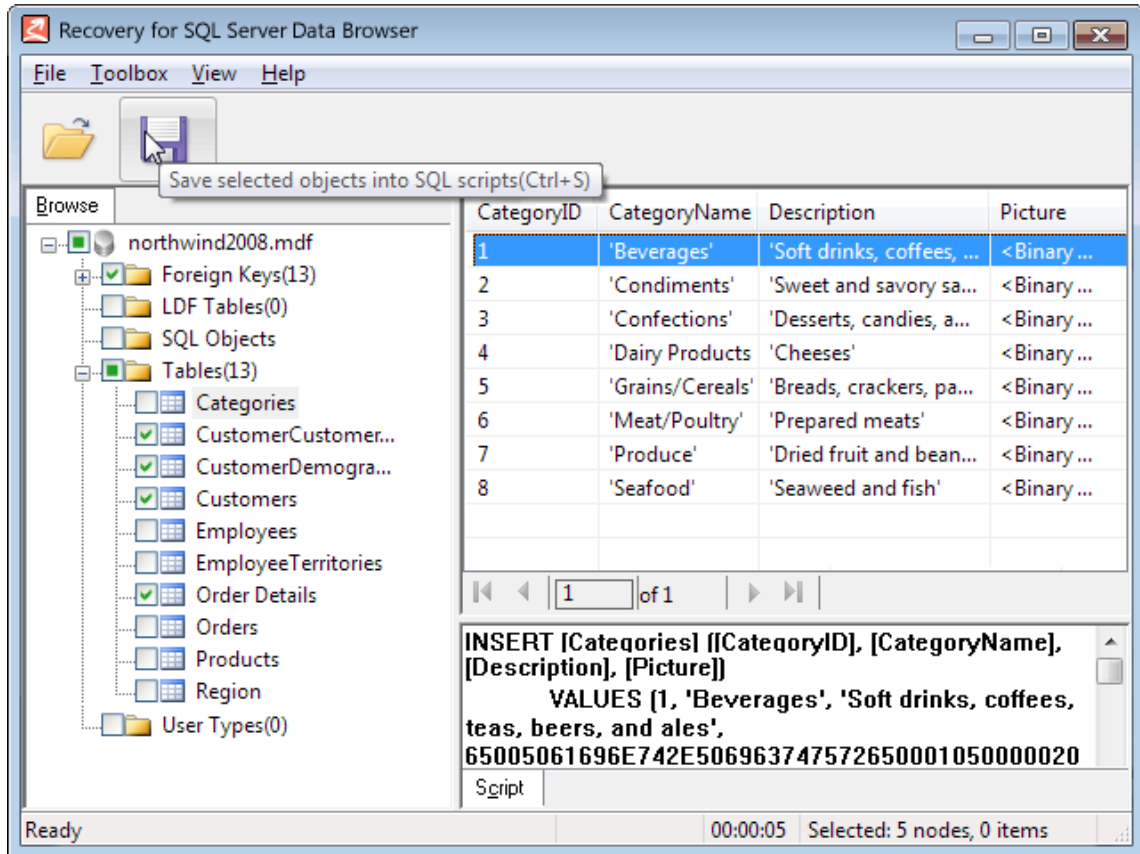 Recovery for SQL Server Data Browser
File Toolbox View Help
Save selected objects into SQL scripts(Ctrl+S)
Browse
northwind2008.mdf
Foreign Keys(13)
LDF Tables(0)
SQL Objects
Tables(13)
Categories
CustomerCustomer...
CustomerDemogra...
Customers
Employees
EmployeeTerritories
Order Details
Orders
Products
Region
User Types(0)
CategoryID CategoryName Description Picture
1 'Beverages' 'Soft drinks, coffees, ... <Binary ...
2 'Condiments' 'Sweet and savory sa... <Binary ...
3 'Confections' 'Desserts, candies, a... <Binary ...
4 'Dairy Products 'Cheeses' <Binary ...
5 'Grains/Cereals' 'Breads, crackers, pa... <Binary ...
6 'Meat/Poultry' 'Prepared meats' <Binary ...
7 'Produce' 'Dried fruit and bean... <Binary ...
8 'Seafood' 'Seaweed and fish' <Binary ...
1 of 1
INSERT [Categories] ([CategoryID], [CategoryName],
[Description], [Picture])
VALUES (1, 'Beverages', 'Soft drinks, coffees,
teas, beers, and ales',
65005061696E742E506963747572650001050000020
Script
Ready 00:00:05 Selected: 5 nodes, 0 items